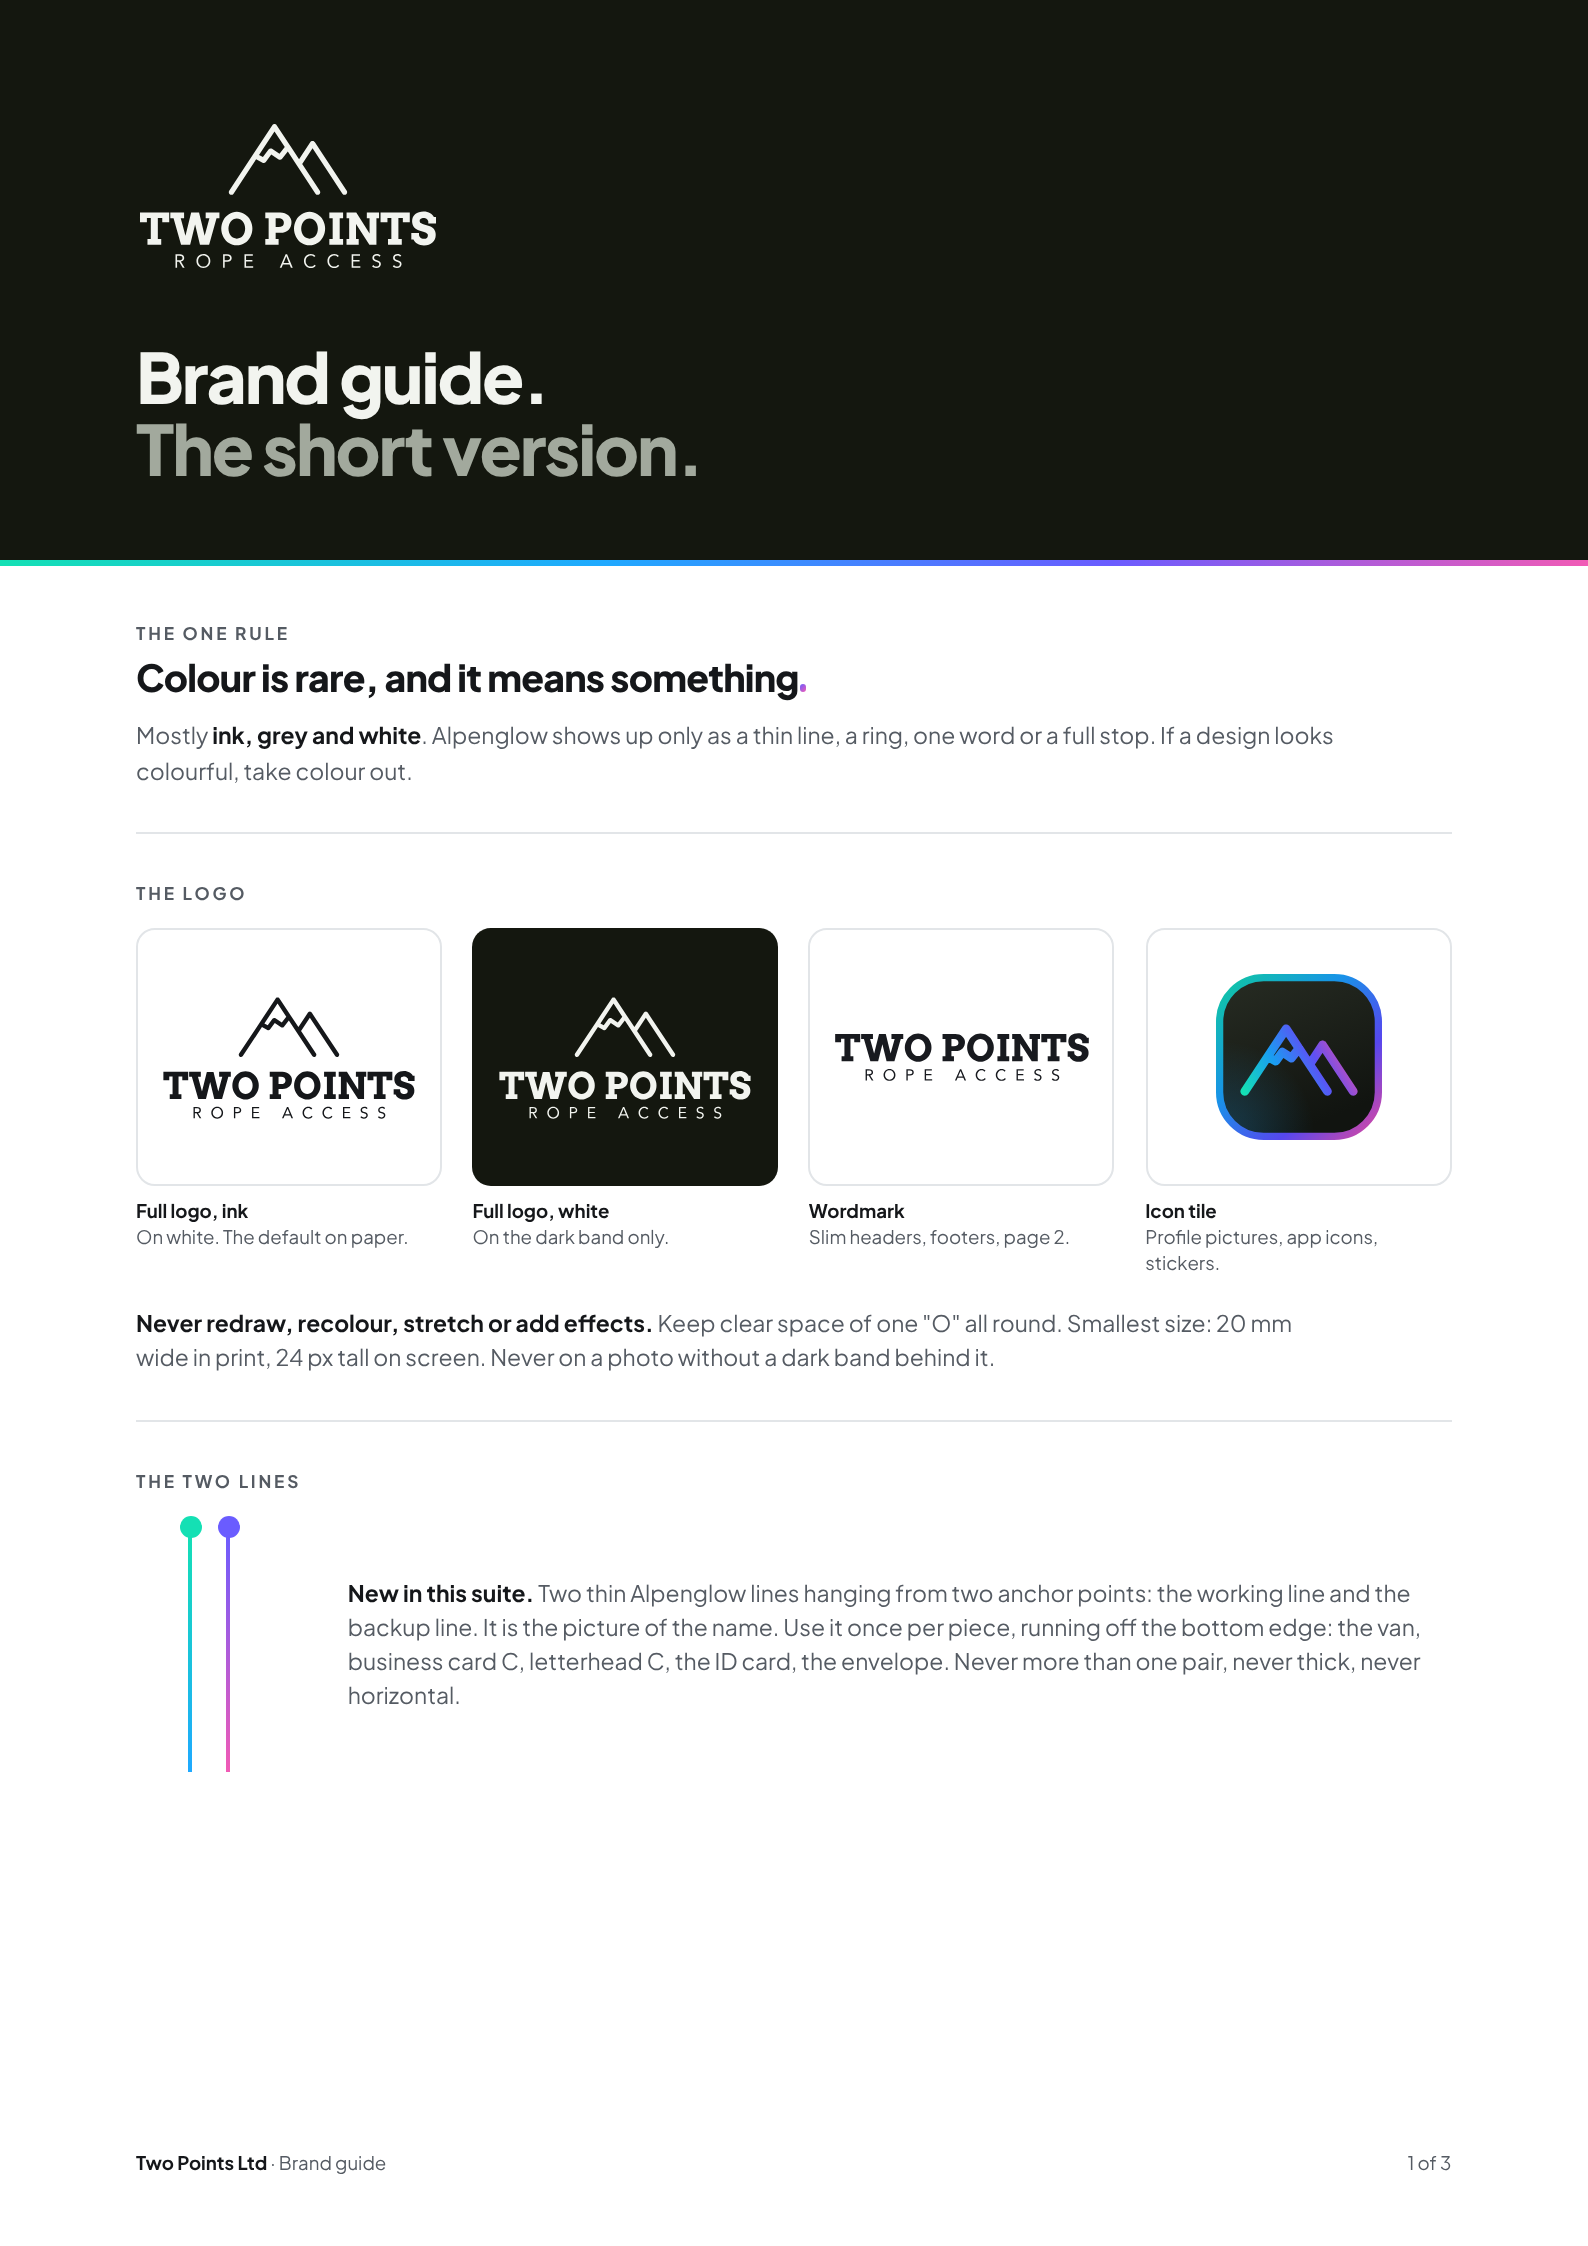 TWO POINTS
ROPE ACCESS
Brand guide.
The short version.
THE ONE RULE
Colour is rare, and it means something.
Mostly ink, grey and white. Alpenglow shows up only as a thin line, a ring, one word or a full stop. If a design looks
colourful, take colour out.
THE LOGO
TWO POINTS
ROPE ACCESS
TWO POINTS
ROPE ACCESS
TWO POINTS
ROPE ACCESS
Full logo, ink
On white. The default on paper.
Full logo, white
On the dark band only.
Wordmark
Slim headers, footers, page 2.
Icon tile
Profile pictures, app icons,
stickers.
Never redraw, recolour, stretch or add effects. Keep clear space of one "O" all round. Smallest size: 20 mm
wide in print, 24 px tall on screen. Never on a photo without a dark band behind it.
THE TWO LINES
New in this suite. Two thin Alpenglow lines hanging from two anchor points: the working line and the
backup line. It is the picture of the name. Use it once per piece, running off the bottom edge: the van,
business card C, letterhead C, the ID card, the envelope. Never more than one pair, never thick, never
horizontal.
Two Points Ltd · Brand guide
1 of 3